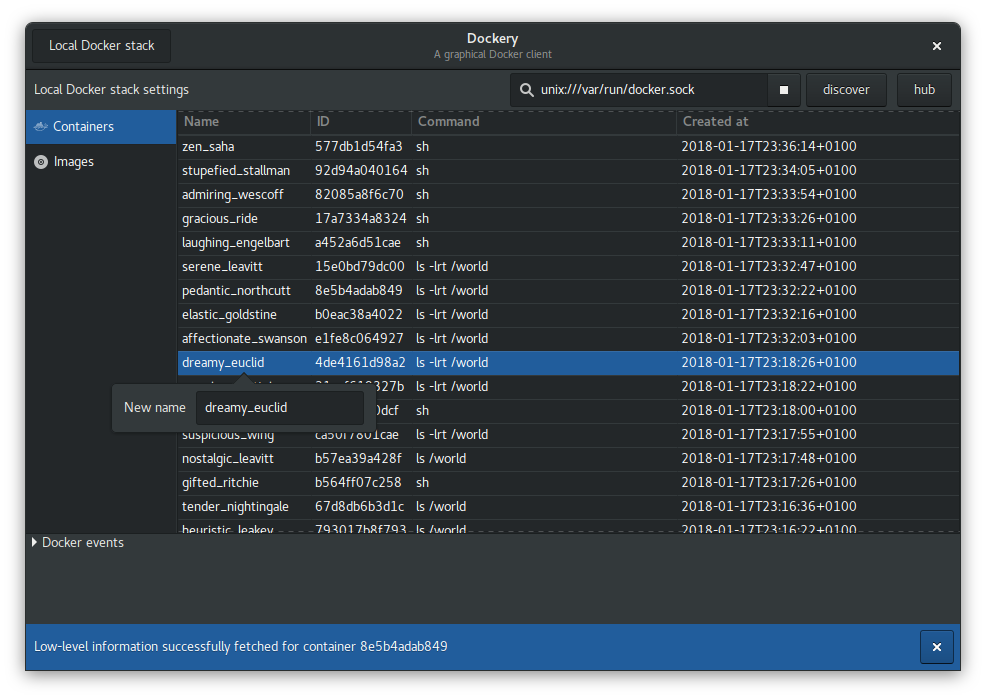 Local Docker stack
Dockery
A graphical Docker client
Local Docker stack settings
unix:///var/run/docker.sock
discover
hub
Containers
Images
Name ID Command Created at
zen_saha 577db1d54fa3 sh 2018-01-17T23:36:14+0100
stupefied_stallman 92d94a040164 sh 2018-01-17T23:34:05+0100
admiring_wescoff 82085a8f6c70 sh 2018-01-17T23:33:54+0100
gracious_ride 17a7334a8324 sh 2018-01-17T23:33:26+0100
laughing_engelbart a452a6d51cae sh 2018-01-17T23:33:11+0100
serene_leavitt 15e0bd79dc00 ls -lrt /world 2018-01-17T23:32:47+0100
pedantic_northcutt 8e5b4adab849 ls -lrt /world 2018-01-17T23:32:22+0100
elastic_goldstine b0eac38a4022 ls -lrt /world 2018-01-17T23:32:16+0100
affectionate_swanson e1fe8c064927 ls -lrt /world 2018-01-17T23:32:03+0100
dreamy_euclid 4de4161d98a2 ls -lrt /world 2018-01-17T23:18:26+0100
ls -lrt /world 2018-01-17T23:18:22+0100
New name dreamy_euclid
0dcf sh 2018-01-17T23:18:00+0100
suspicious_wing ca50f7801cae ls -lrt /world 2018-01-17T23:17:55+0100
nostalgic_leavitt b57ea39a428f ls /world 2018-01-17T23:17:48+0100
gifted_ritchie b564ff07c258 sh 2018-01-17T23:17:26+0100
tender_nightingale 67d8db6b3d1c ls /world 2018-01-17T23:16:36+0100
heuristic_leakey 793017b8f793 ls /world 2018-01-17T23:16:22+0100
Docker events
Low-level information successfully fetched for container 8e5b4adab849